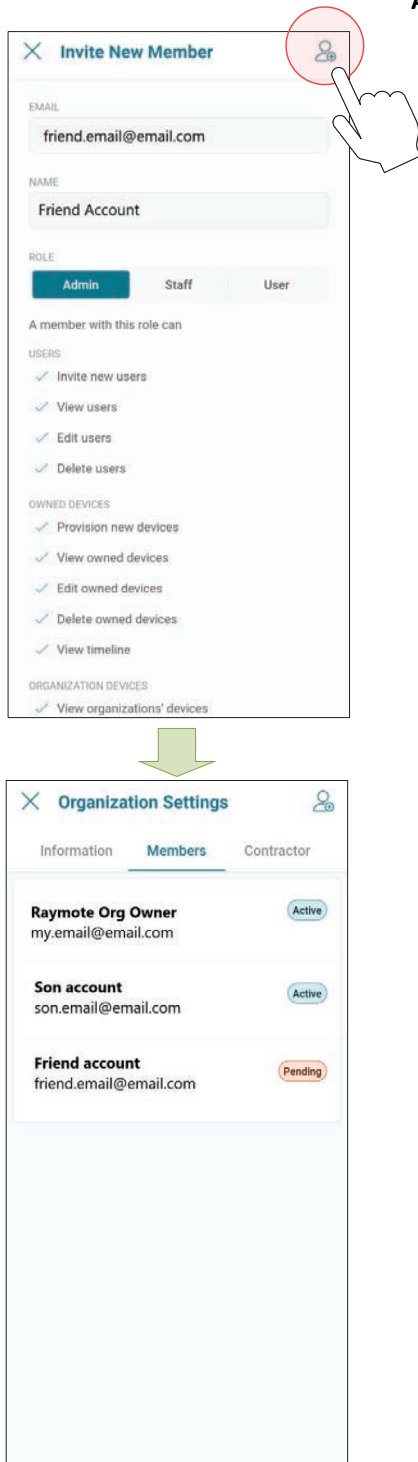 Invite New Member
EMAIL
friend.email@email.com
NAME
Friend Account
ROLE
Admin Staff User
A member with this role can
USERS
Invite new users
View users
Edit users
Delete users
OWNED DEVICES
Provision new devices
View owned devices
Edit owned devices
Delete owned devices
View timeline
ORGANIZATION DEVICES
View organizations' devices
Organization Settings
Information Members Contractor
Raymote Org Owner Active
my.email@email.com
Son account Active
son.email@email.com
Friend account Pending
friend.email@email.com